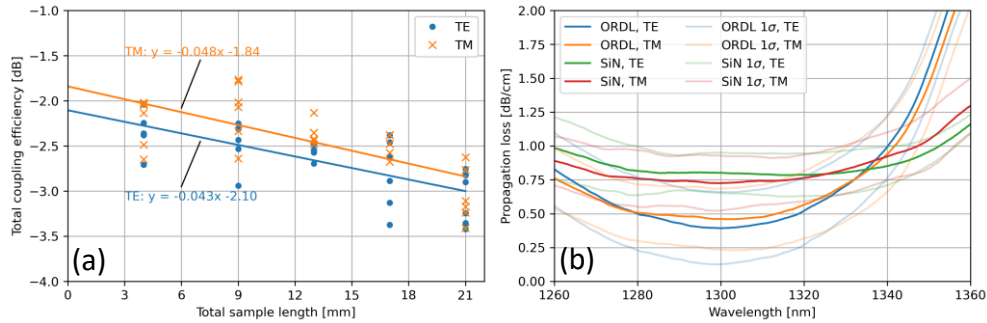 −1.0
−1.5
−2.0
−2.5
−3.0
−3.5
−4.0
Total coupling efficiency [dB]
TE
TM
TM: y = -0.048x -1.84
TE: y = -0.043x -2.10
(a)
0 3 6 9 12 15 18 21
Total sample length [mm]
2.00
1.75
1.50
1.25
1.00
0.75
0.50
0.25
0.00
Propagation loss [dB/cm]
ORDL, TE
ORDL, TM
SiN, TE
SiN, TM
ORDL 1σ, TE
ORDL 1σ, TM
SiN 1σ, TE
SiN 1σ, TM
(b)
1260 1280 1300 1320 1340 1360
Wavelength [nm]